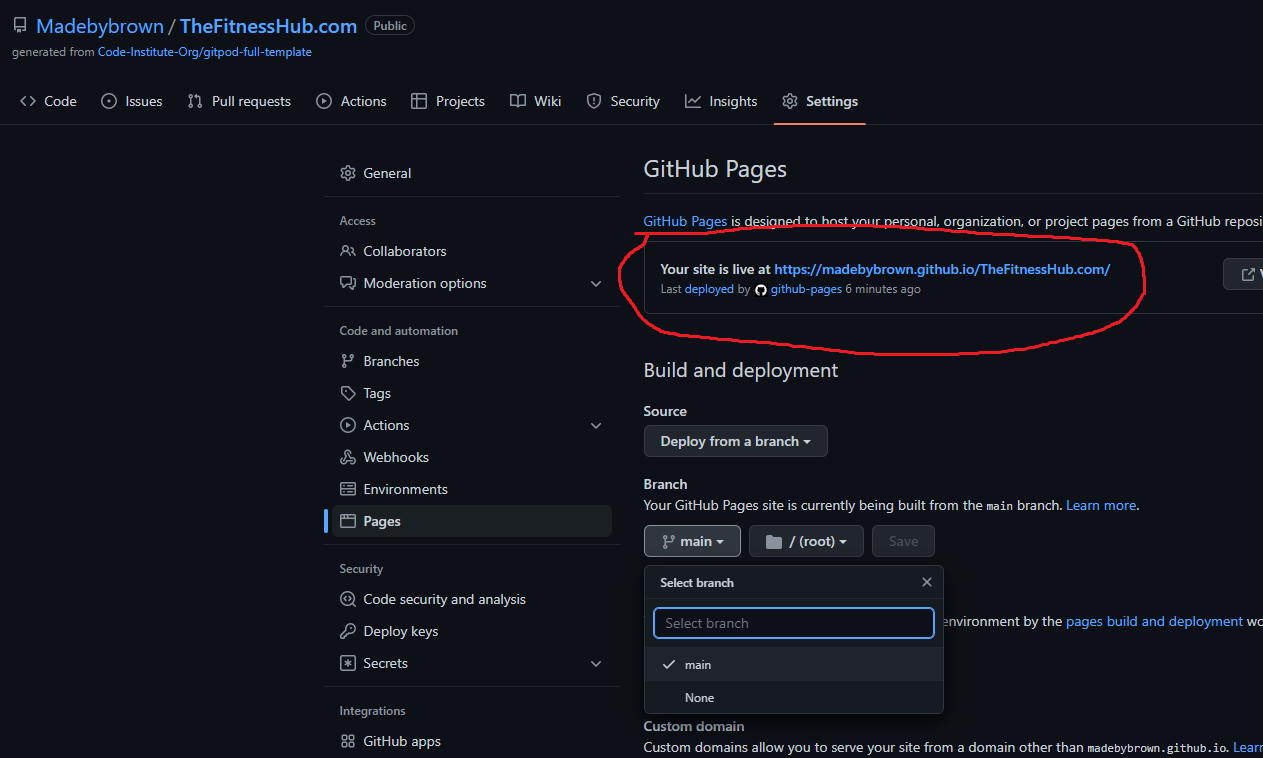 Madebybrown / TheFitnessHub.com Public
generated from Code-Institute-Org/gitpod-full-template
Code Issues Pull requests Actions Projects Wiki Security Insights Settings
General
Access
Collaborators
Moderation options
Code and automation
Branches
Tags
Actions
Webhooks
Environments
Pages
Security
Code security and analysis
Deploy keys
Secrets
Integrations
GitHub apps
GitHub Pages
GitHub Pages is designed to host your personal, organization, or project pages from a GitHub
Your site is live at https://madebybrown.github.io/TheFitnessHub.com/
Last deployed by github-pages 6 minutes ago
Build and deployment
Source
Deploy from a branch
Branch
Your GitHub Pages site is currently being built from the main branch. Learn more.
main / (root) Save
Select branch
Select branch
main
None
environment by the pages build and deployment
Custom domain
Custom domains allow you to serve your site from a domain other than madebybrown.github.io.